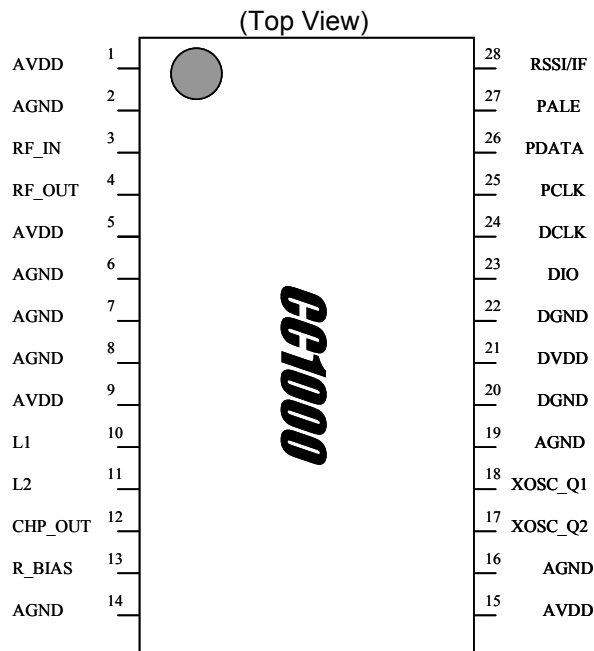 (Top View)
AVDD 1 28 RSSI/IF
AGND 2 27 PALE
RF_IN 3 26 PDATA
RF_OUT 4 25 PCLK
AVDD 5 24 DCLK
AGND 6 23 DIO
AGND 7 22 DGND
AGND 8 21 DVDD
AVDD 9 20 DGND
L1 10 19 AGND
L2 11 18 XOSC_Q1
CHP_OUT 12 17 XOSC_Q2
R_BIAS 13 16 AGND
AGND 14 15 AVDD
CC1000